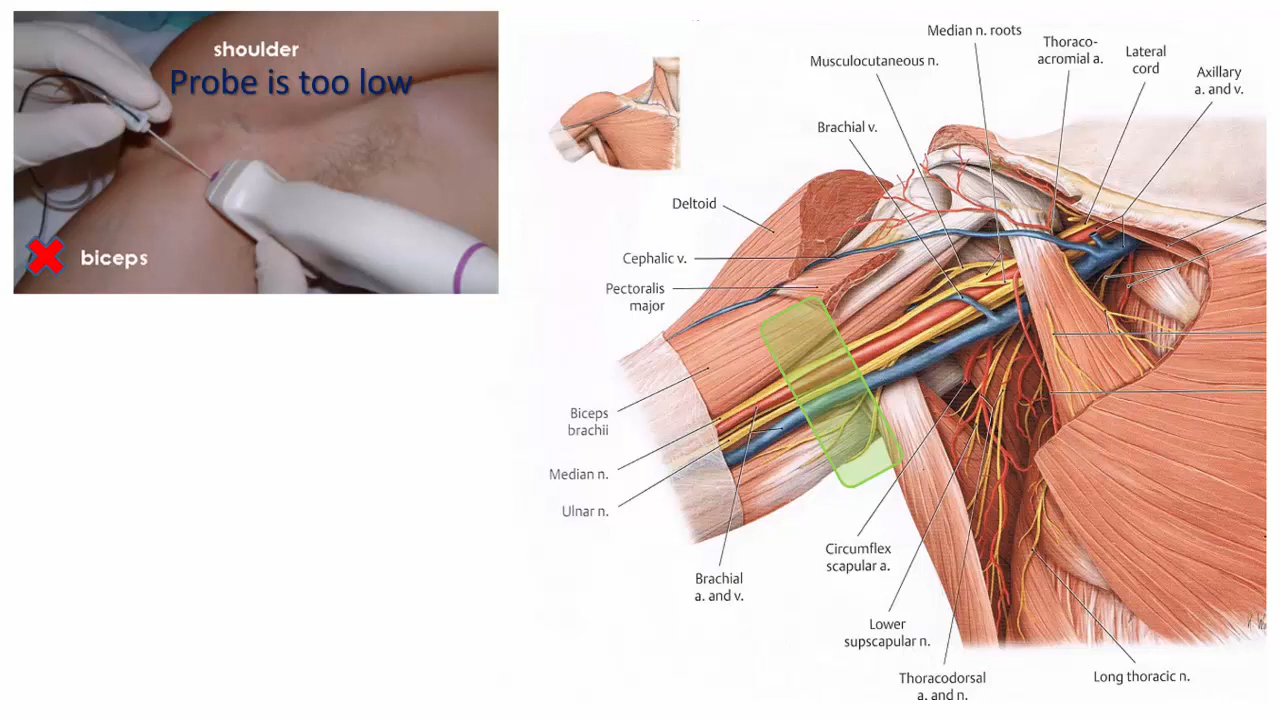 shoulder
Probe is too low
biceps
Median n. roots
Musculocutaneous n.
Thoraco-
acromial a.
Lateral
cord
Axillary
a. and v.
Brachial v.
Deltoid
Cephalic v.
Pectoralis
major
Biceps
brachii
Median n.
Ulnar n.
Brachial
a. and v.
Circumflex
scapular a.
Lower
supscapular n.
Thoracodorsal
a. and n.
Long thoracic n.